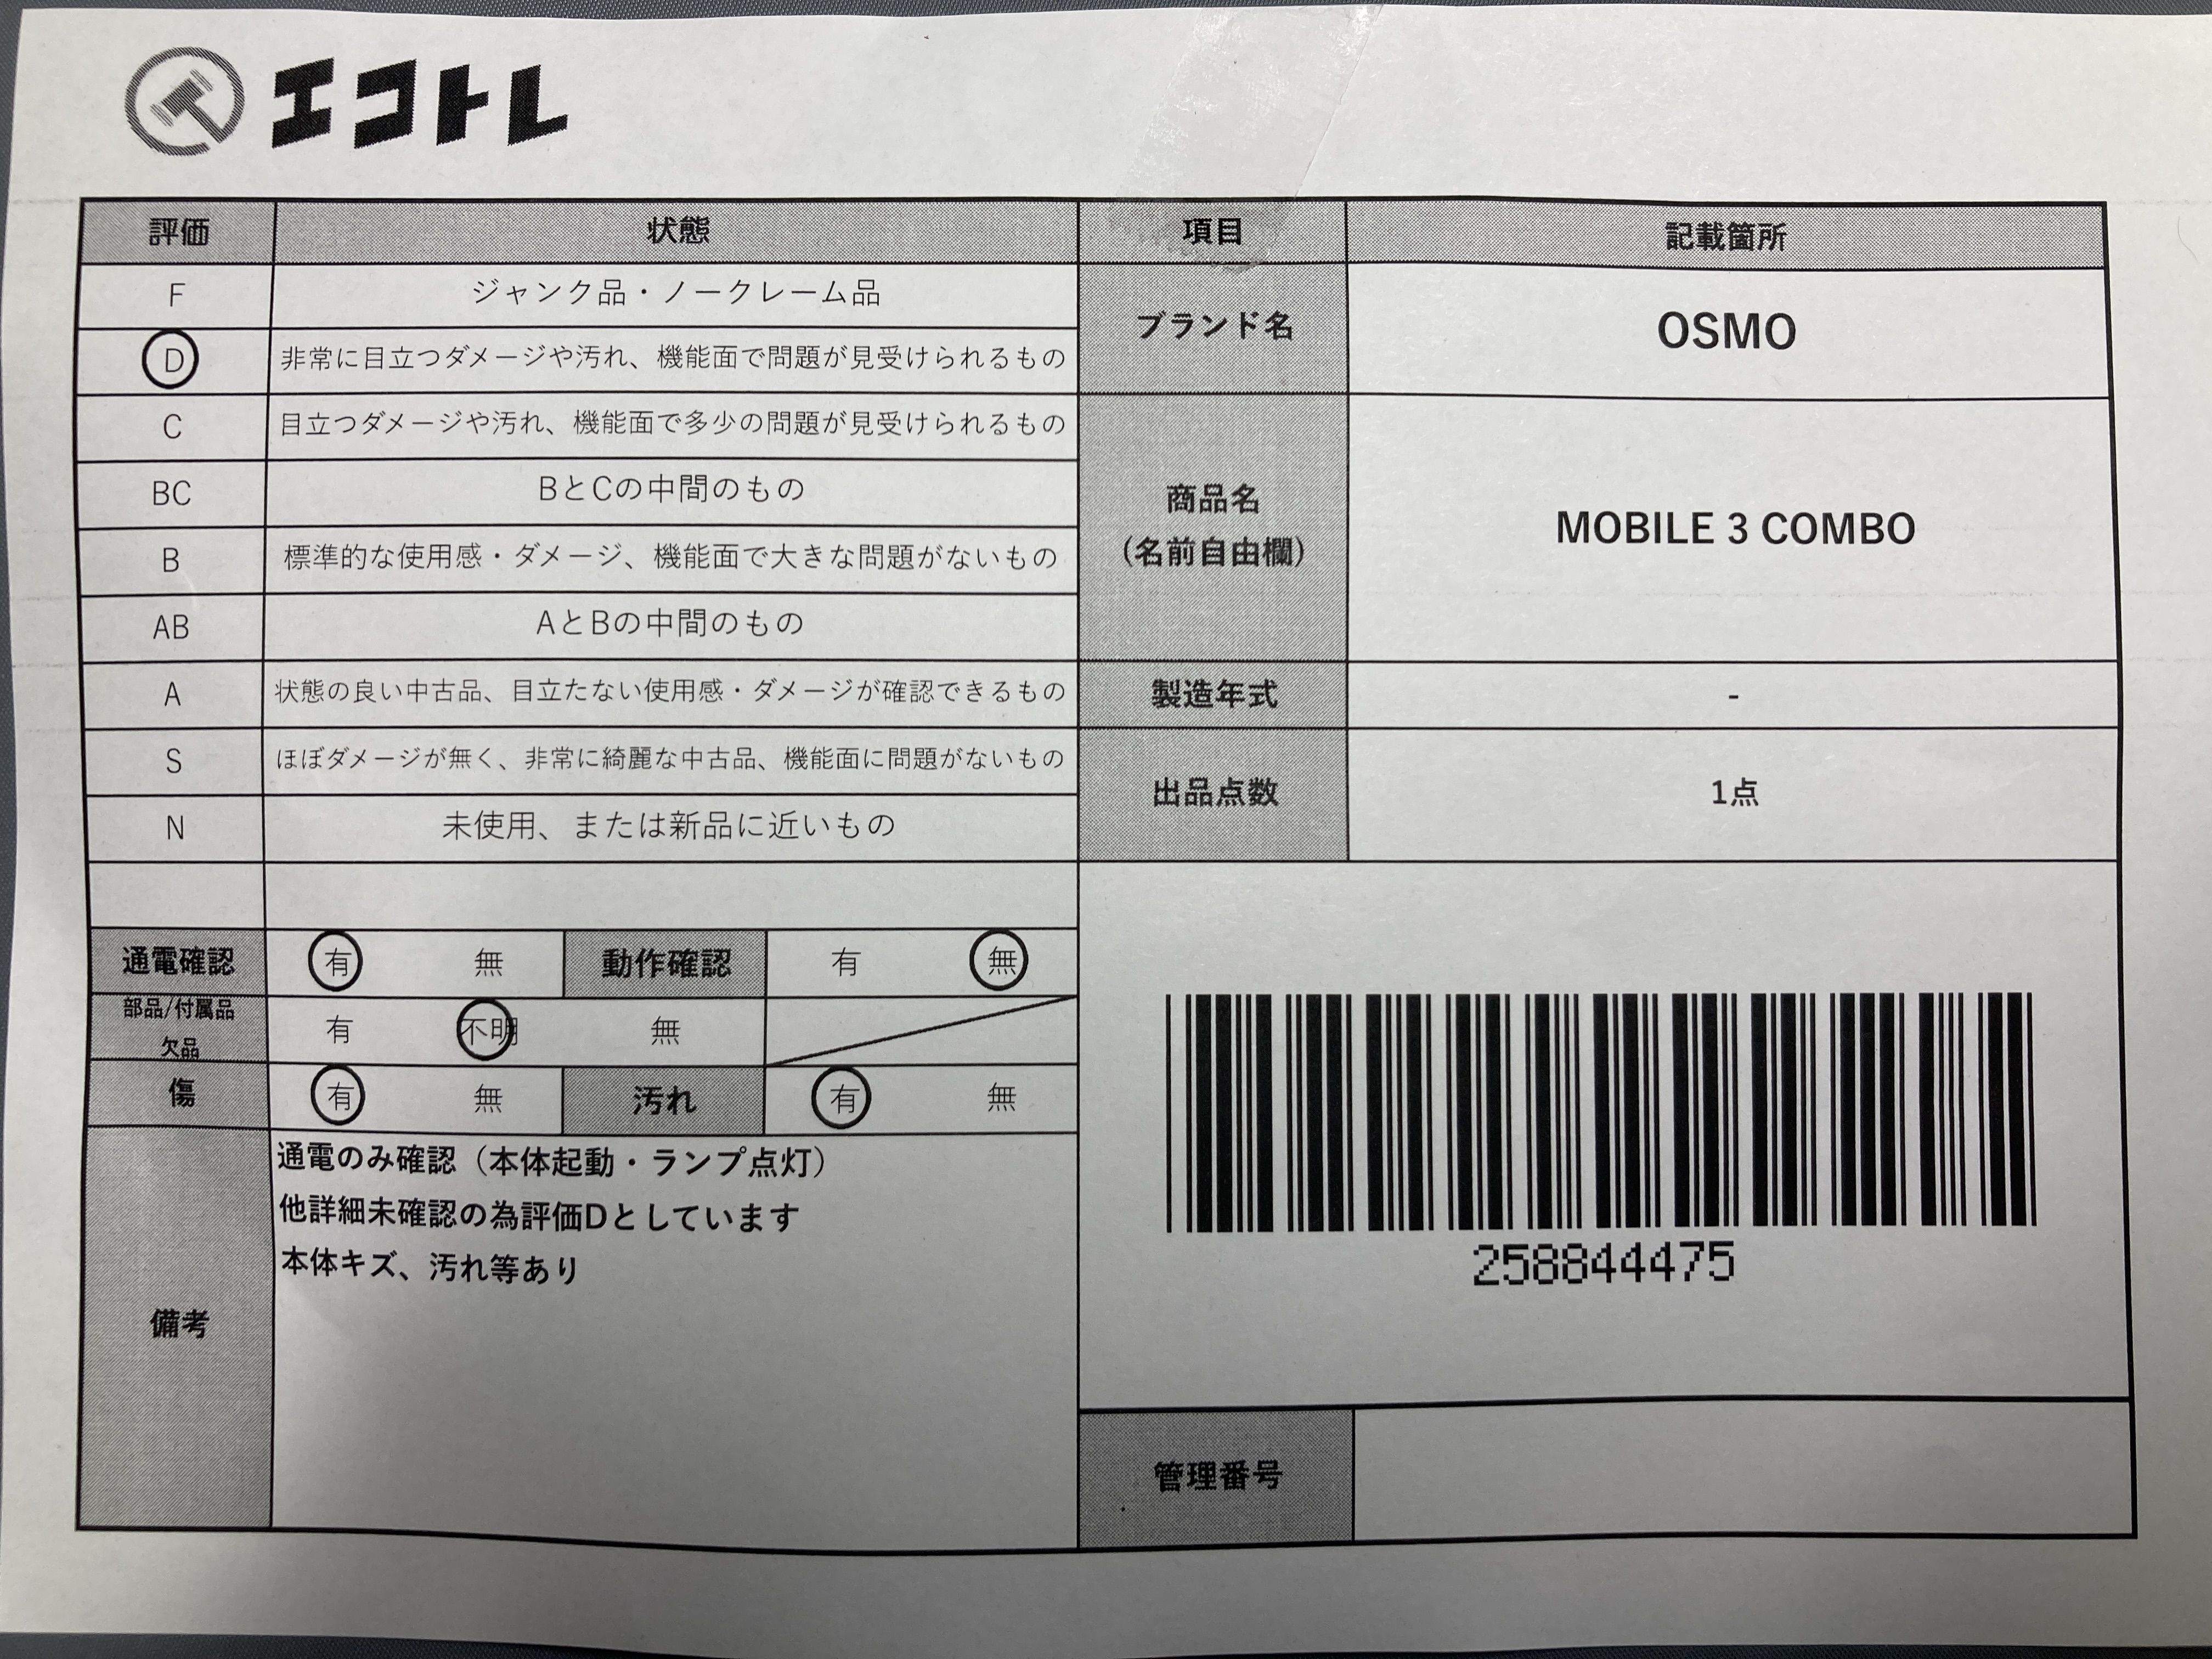 エコトレ
評価 状態 項目 記載箇所
F ジャンク品・ノークレーム品
D 非常に目立つダメージや汚れ、機能面で問題が見受けられるもの
ブランド名 OSMO
C 目立つダメージや汚れ、機能面で多少の問題が見受けられるもの
BC BとCの中間のもの
B 標準的な使用感・ダメージ、機能面で大きな問題がないもの
AB AとBの中間のもの
商品名
(名前自由欄)
MOBILE 3 COMBO
A 状態の良い中古品、目立たない使用感・ダメージが確認できるもの
製造年式 -
S ほぼダメージが無く、非常に綺麗な中古品、機能面に問題がないもの
N 未使用、または新品に近いもの
出品点数 1点
通電確認 有 無 動作確認 有 無
部品/付属品
欠品
有 不明 無
傷 有 無 汚れ 有 無
備考
通電のみ確認（本体起動・ランプ点灯）
他詳細未確認の為評価Dとしています
本体キズ、汚れ等あり
258844475
管理番号